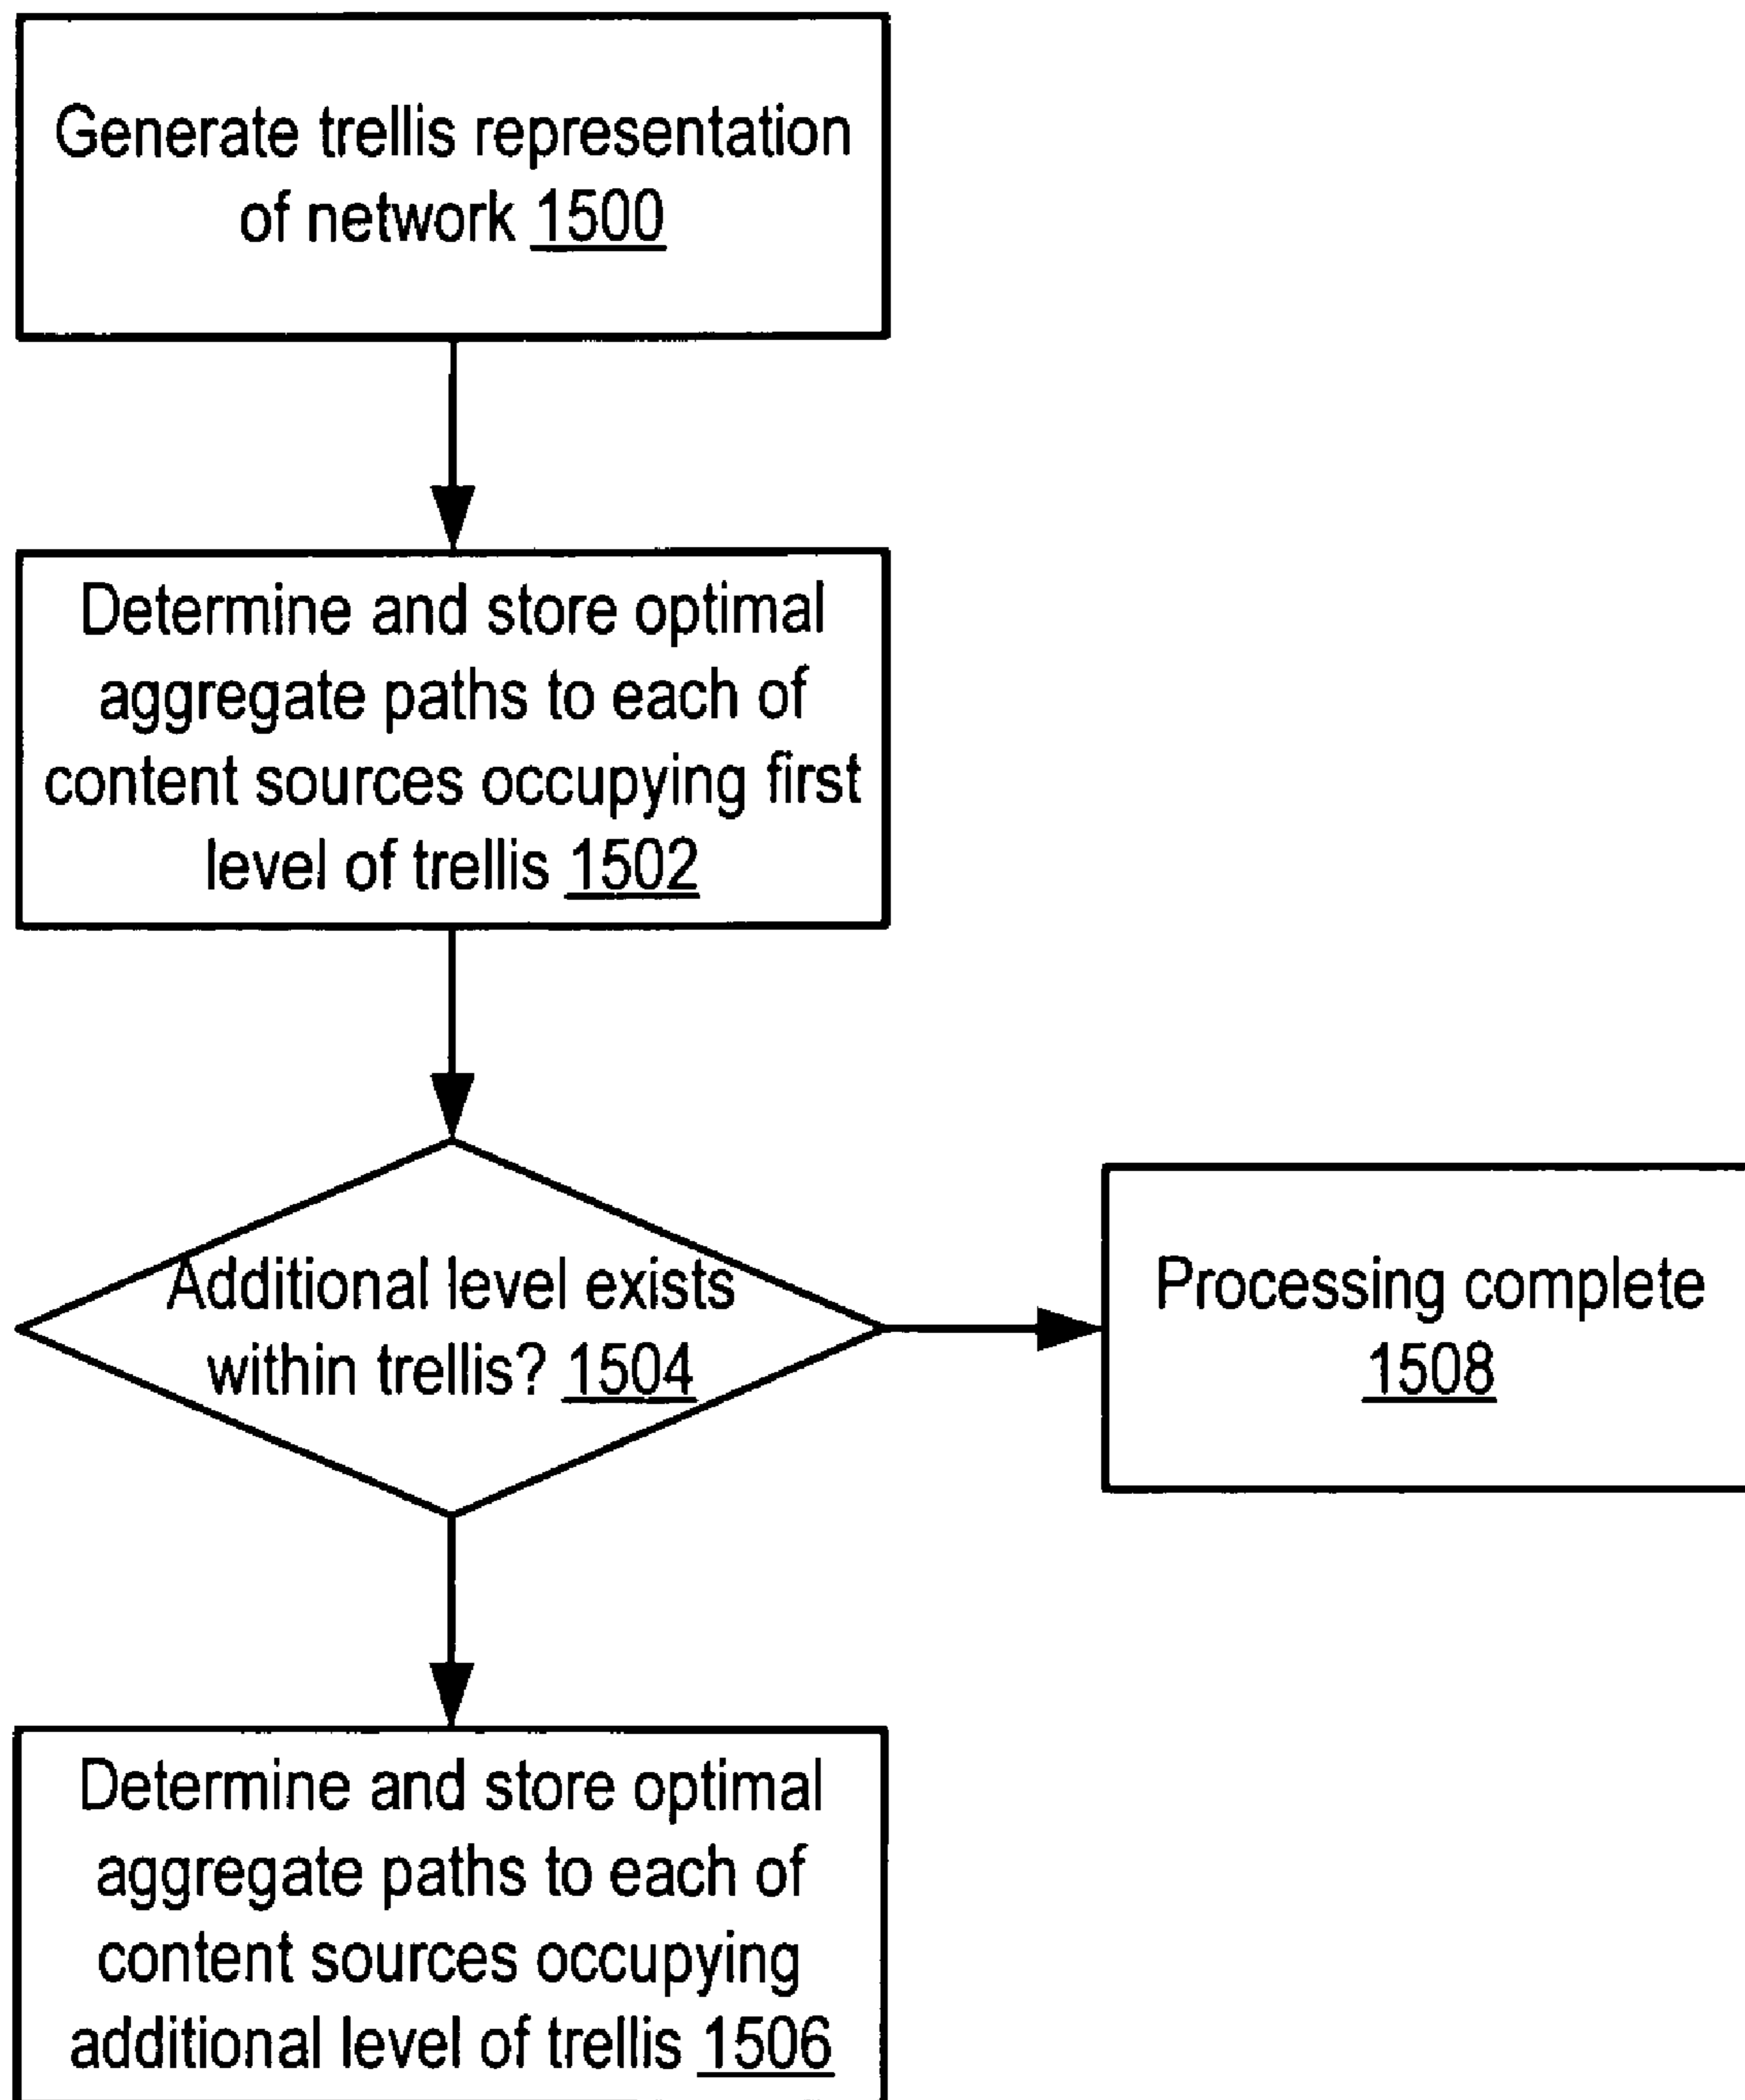 Generate trellis representation
of network 1500
Determine and store optimal
aggregate paths to each of
content sources occupying first
level of trellis 1502
Additional level exists
within trellis? 1504
Processing complete
1508
Determine and store optimal
aggregate paths to each of
content sources occupying
additional level of trellis 1506